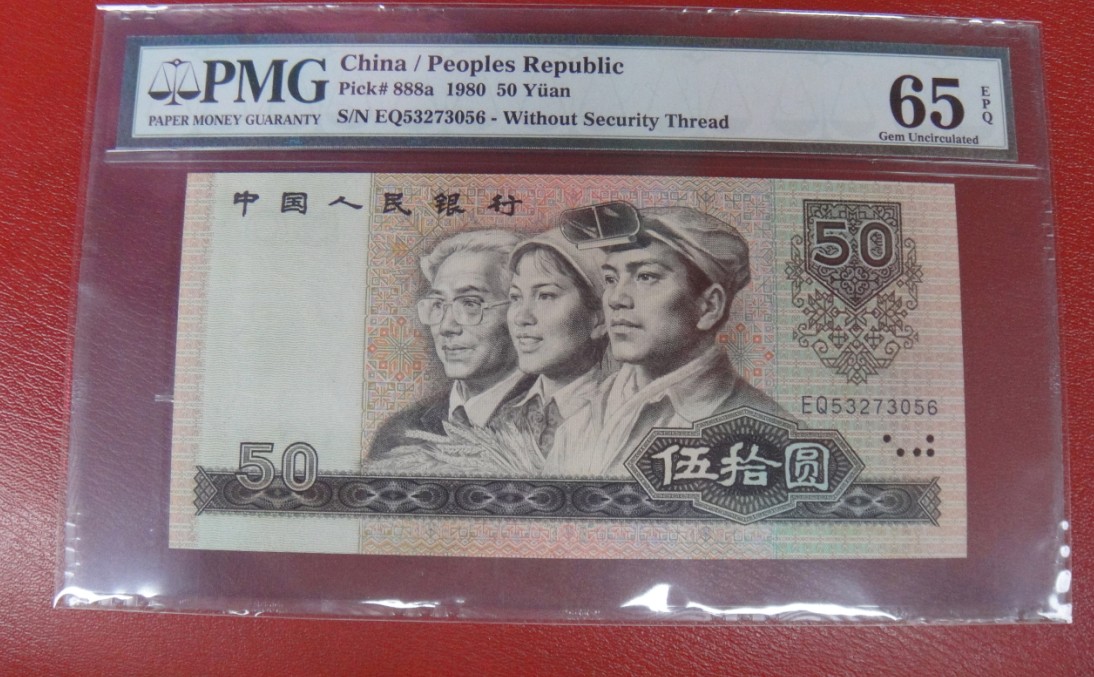 PMG
PAPER MONEY GUARANTY
China / Peoples Republic
Pick# 888a 1980 50 Yüan
S/N EQ53273056 - Without Security Thread
65
EPQ
Gem Uncirculated
中国人民银行
50
EQ53273056
50
伍拾圆